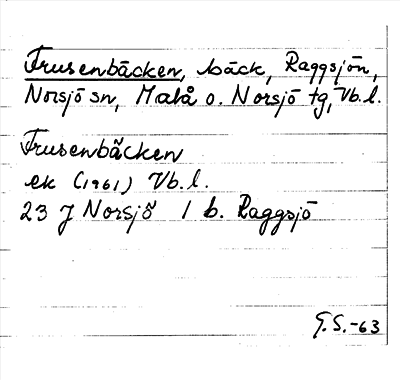 Frusenbäcken, bäck, Raggsjön,
Norsjö sn, Malå o. Norsjö tg, Vb.l.
Frusenbäcken
ek (1961) Vb.l.
23 J Norsjö 1 b. Raggsjö
G.S.-63